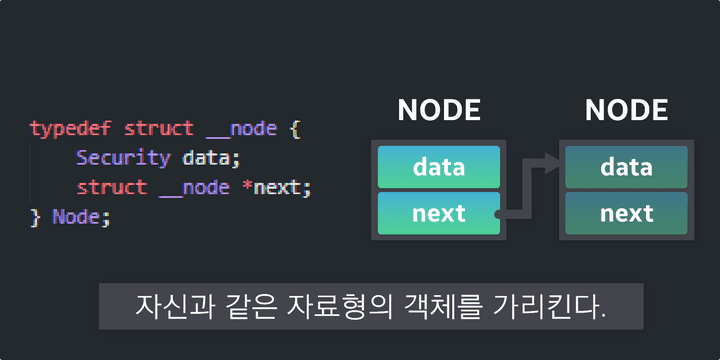 typedef struct __node {
    Security data;
    struct __node *next;
} Node;
NODE
data
next
NODE
data
next
자신과 같은 자료형의 객체를 가리킨다.